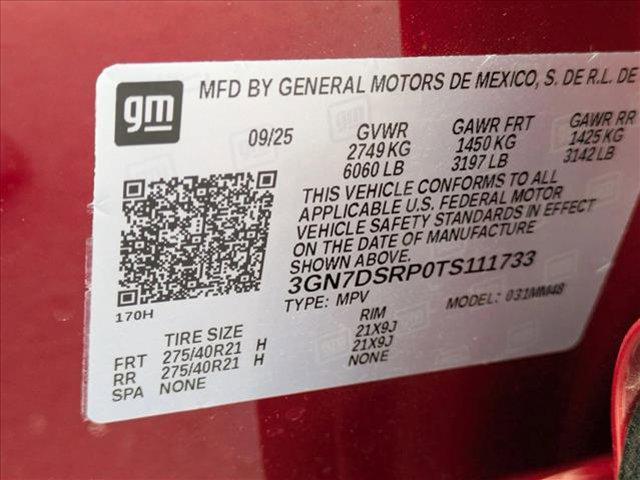 gm
MFD BY GENERAL MOTORS DE MEXICO, S. DE R.L. DE
09/25 GVWR GAWR FRT GAWR RR
2749 KG 1450 KG 1425 KG
6060 LB 3197 LB 3142 LB
THIS VEHICLE CONFORMS TO ALL
APPLICABLE U.S. FEDERAL MOTOR
VEHICLE SAFETY STANDARDS IN EFFECT
ON THE DATE OF MANUFACTURE
SHOWN ABOVE.
3GN7DSRP0TS111733
TYPE: MPV MODEL: 031MM48
170H
TIRE SIZE RIM
FRT 275/40R21 H 21X9J
RR 275/40R21 H 21X9J
SPA NONE NONE